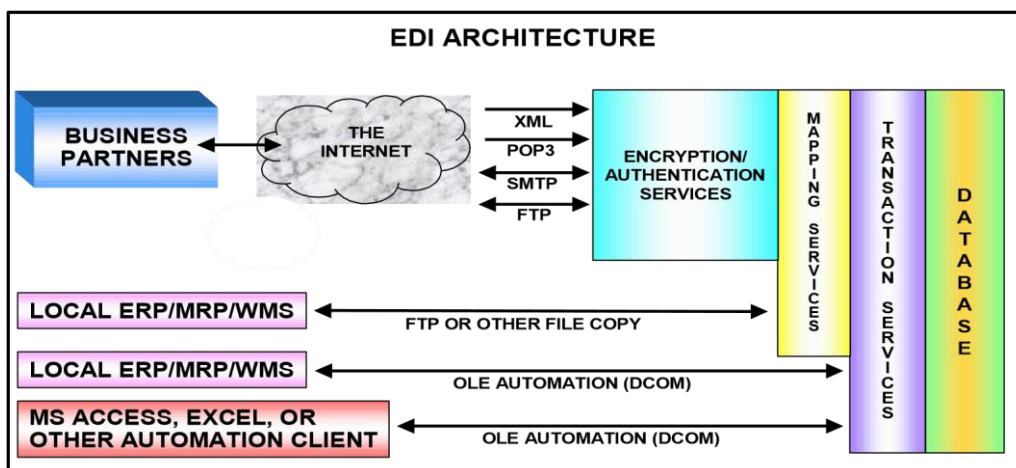 EDI ARCHITECTURE
BUSINESS
PARTNERS
THE
INTERNET
XML
POP3
SMTP
FTP
ENCRYPTION/
AUTHENTICATION
SERVICES
MAPPING SERVICES
TRANSACTION SERVICES
DATABASE
LOCAL ERP/MRP/WMS
FTP OR OTHER FILE COPY
LOCAL ERP/MRP/WMS
OLE AUTOMATION (DCOM)
MS ACCESS, EXCEL, OR
OTHER AUTOMATION CLIENT
OLE AUTOMATION (DCOM)